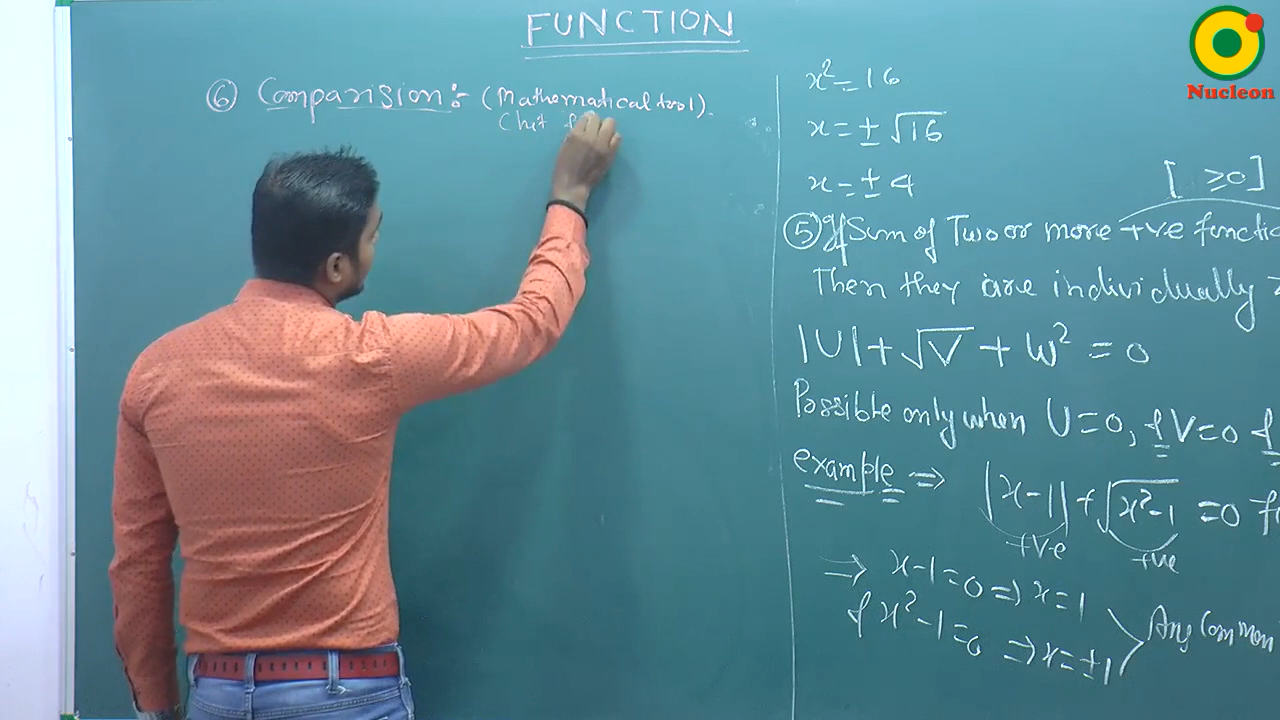 FUNCTION
⑥ Comparision:- (Mathematical tool).
x² = 16
x = ± √16
x = ± 4
[ ≥0]
⑤ If Sum of Two or more +ve functio
Then they are individually
|U| + √V + W² = 0
Possible only when U=0, & V=0 &
example ⇒ |x-1| + √x²-1 = 0
+ve +ve
→ x-1=0 ⇒ x=1
& x²-1=0 ⇒ x=±1
Ans Common
Nucleon